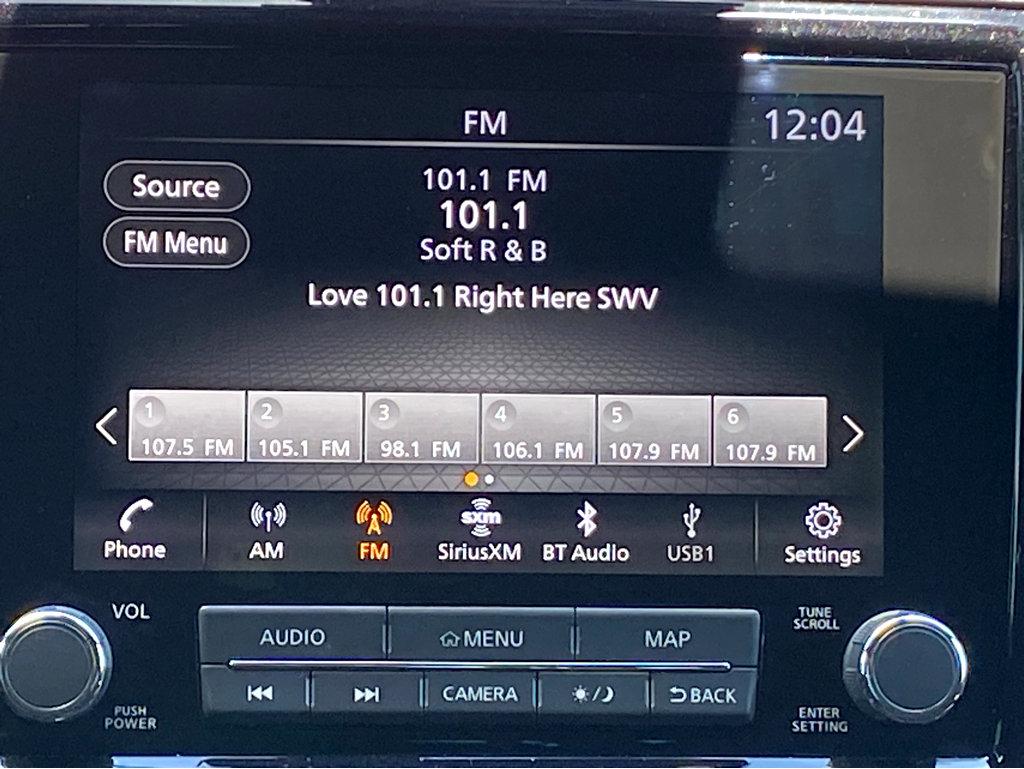 FM
12:04
Source
101.1 FM
101.1
FM Menu
Soft R & B
Love 101.1 Right Here SWV
1 2 3 4 5 6
107.5 FM 105.1 FM 98.1 FM 106.1 FM 107.9 FM 107.9 FM
sxm
Phone AM FM SiriusXM BT Audio USB1 Settings
VOL
AUDIO MENU MAP
TUNE
SCROLL
CAMERA BACK
PUSH
POWER
ENTER
SETTING